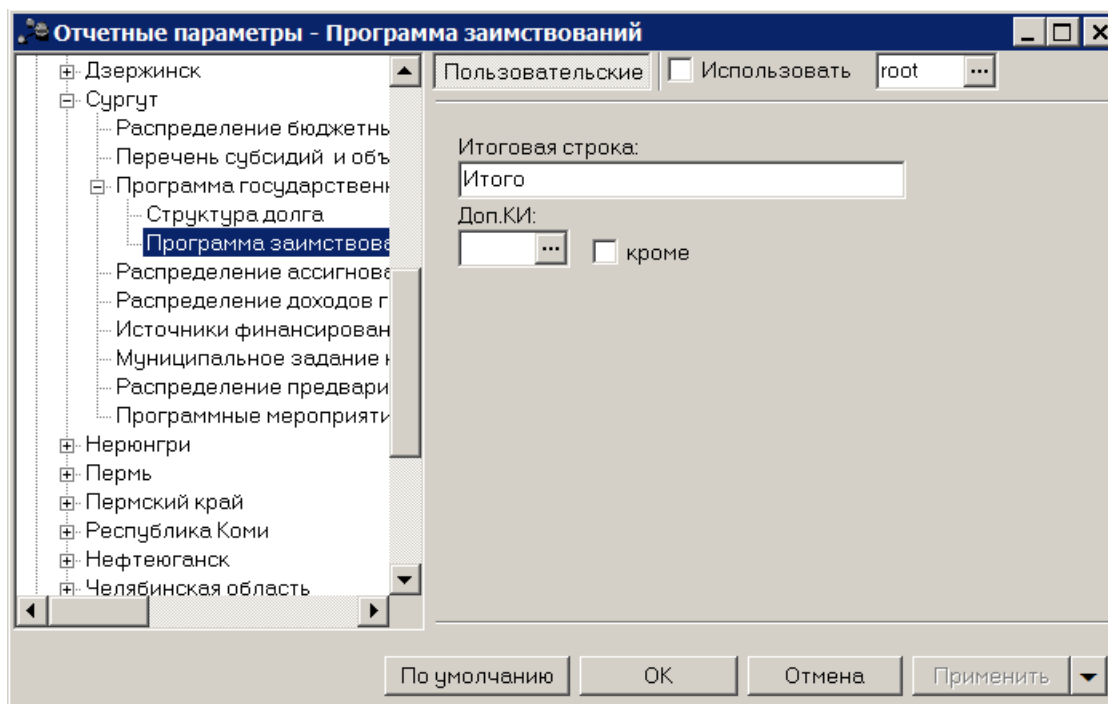 Отчетные параметры - Программа заимствований
Дзержинск
Сургут
Распределение бюджетны
Перечень субсидий и объ
Программа государствен
Структура долга
Программа заимствова
Распределение ассигнова
Распределение доходов г
Источники финансирован
Муниципальное задание н
Распределение предвари
Программные мероприяти
Нерюнгри
Пермь
Пермский край
Республика Коми
Нефтеюганск
Челябинская область
Пользовательские Использовать root ...
Итоговая строка:
Итого
Доп.КИ:
... кроме
По умолчанию OK Отмена Применить